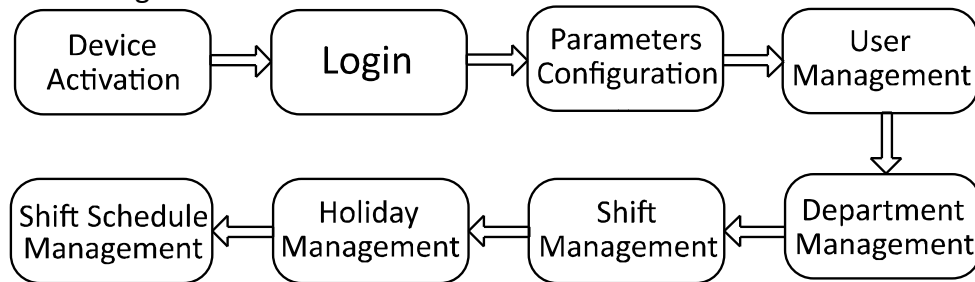 Device
Activation
Login
Parameters
Configuration
User
Management
Department
Management
Shift
Management
Holiday
Management
Shift Schedule
Management